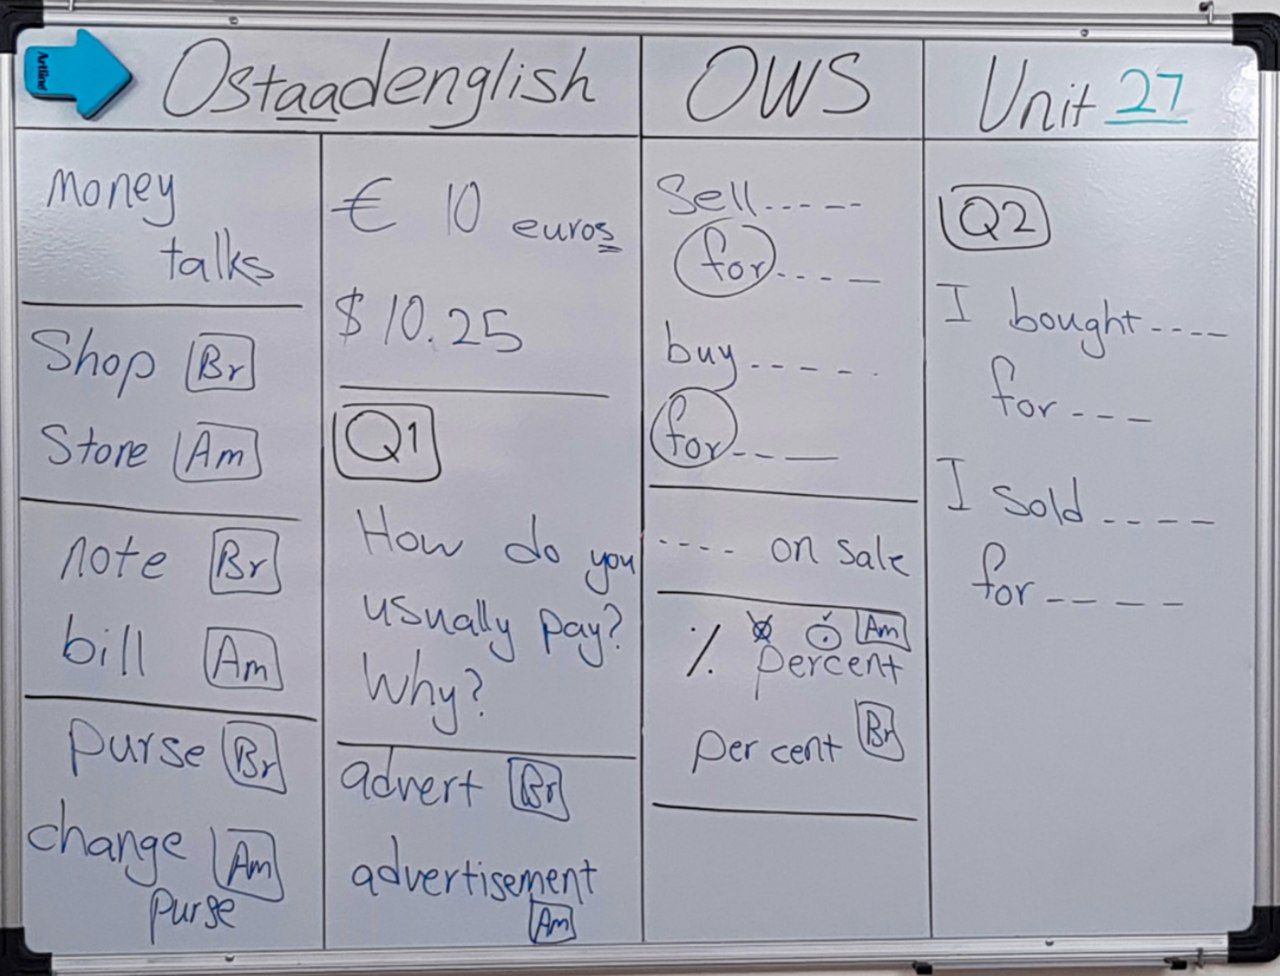 Artline
Ostaadenglish
OWS
Unit 27
Money
talks
Shop Br
Store Am
note Br
bill Am
purse Br
change Am
purse
€ 10 euros
$ 10.25
Q1
How do you
usually pay?
Why?
advert Br
advertisement
Am
Sell-----
for----
buy-----
for---
---- on sale
Am
% percent
per cent Br
Q2
I bought----
for---
I sold----
for----